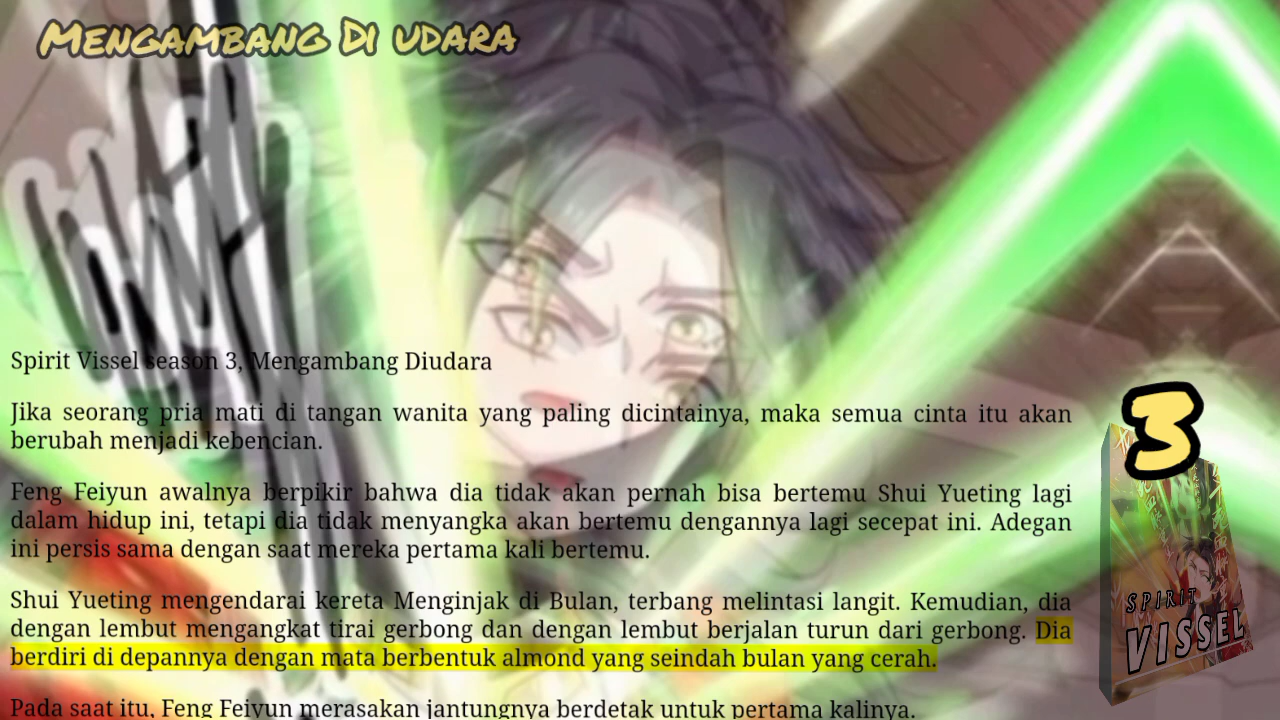 Mengambang Di udara
Spirit Vissel season 3, Mengambang Diudara
Jika seorang pria mati di tangan wanita yang paling dicintainya, maka semua cinta itu akan
berubah menjadi kebencian.
Feng Feiyun awalnya berpikir bahwa dia tidak akan pernah bisa bertemu Shui Yueting lagi
dalam hidup ini, tetapi dia tidak menyangka akan bertemu dengannya lagi secepat ini. Adegan
ini persis sama dengan saat mereka pertama kali bertemu.
Shui Yueting mengendarai kereta Menginjak di Bulan, terbang melintasi langit. Kemudian, dia
dengan lembut mengangkat tirai gerbong dan dengan lembut berjalan turun dari gerbong. Dia
berdiri di depannya dengan mata berbentuk almond yang seindah bulan yang cerah.
Pada saat itu, Feng Feiyun merasakan jantungnya berdetak untuk pertama kalinya.
3
SPIRIT
VISSEL